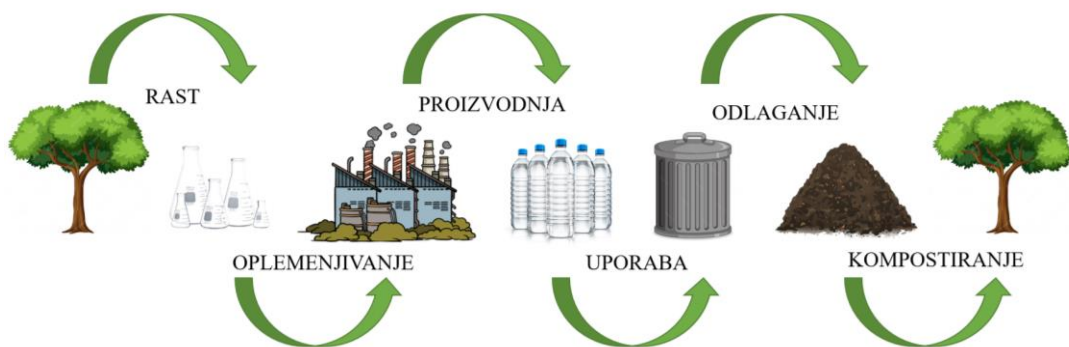 RAST
OPLEMENJIVANJE
PROIZVODNJA
UPORABA
ODLAGANJE
KOMPOSTIRANJE